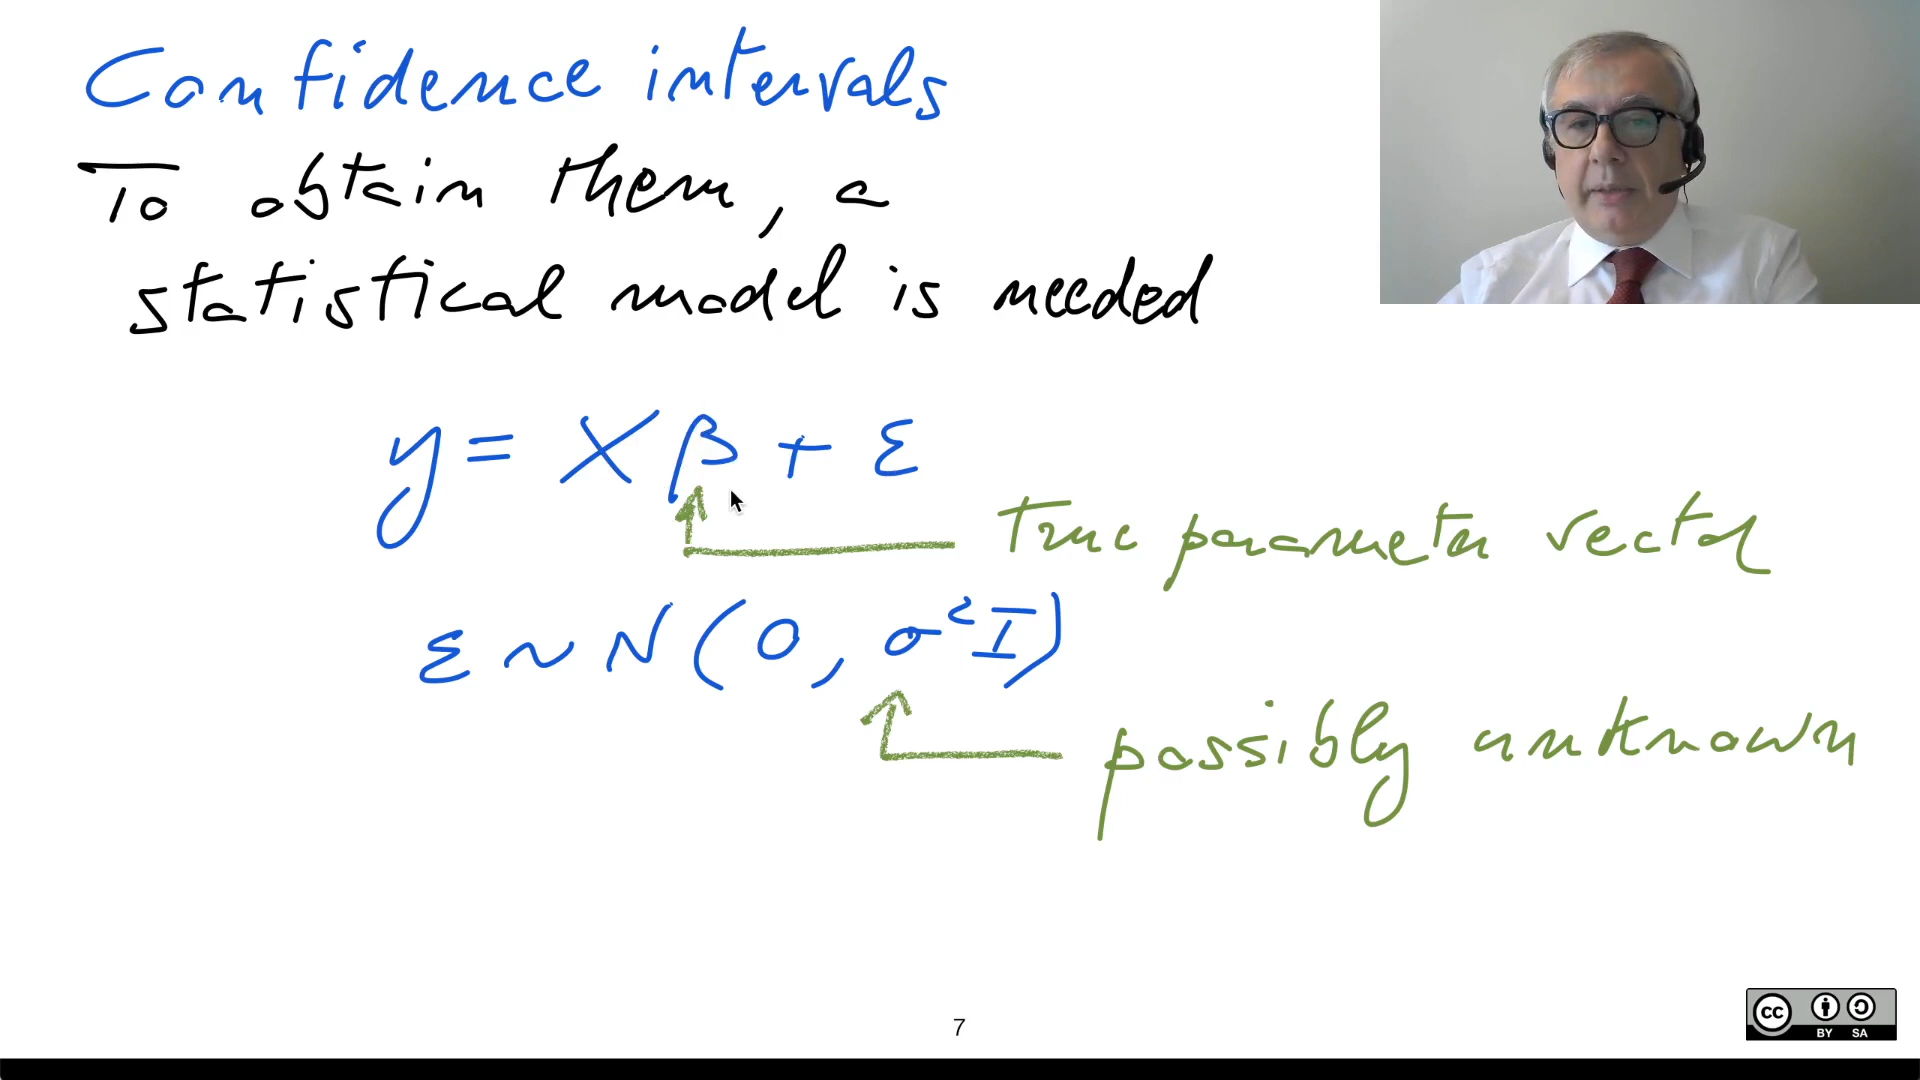 Confidence intervals
To obtain them, a
statistical model is needed
y = Xβ + ε
True parameter vector
ε ~ N(0, σ²I)
possibly unknown
7
cc
BY SA